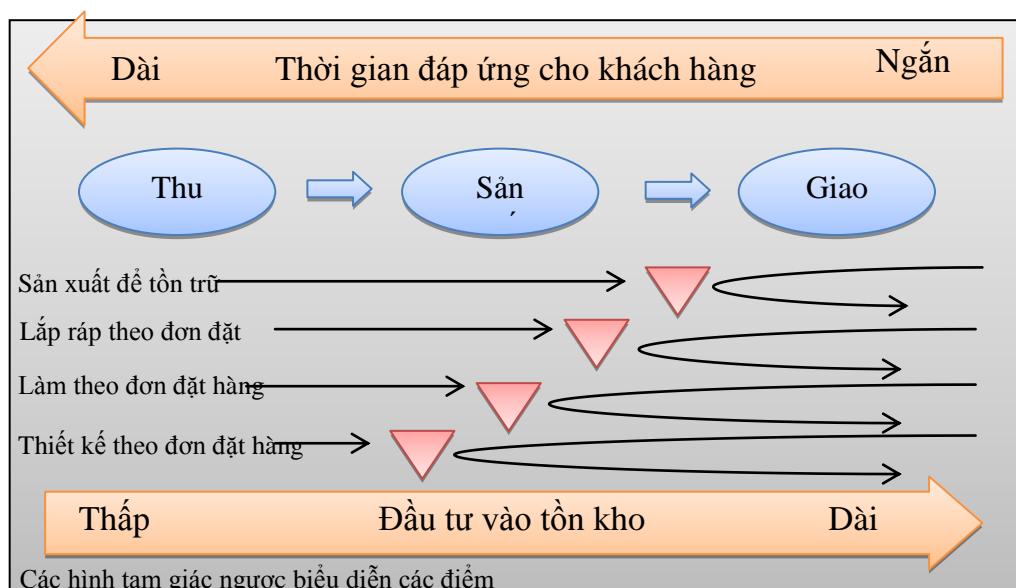 Dài Thời gian đáp ứng cho khách hàng Ngắn
Thu Sản Giao
Sản xuất để tồn trữ
Lắp ráp theo đơn đặt
Làm theo đơn đặt hàng
Thiết kế theo đơn đặt hàng
Thấp Đầu tư vào tồn kho Dài
Các hình tam giác ngược biểu diễn các điểm